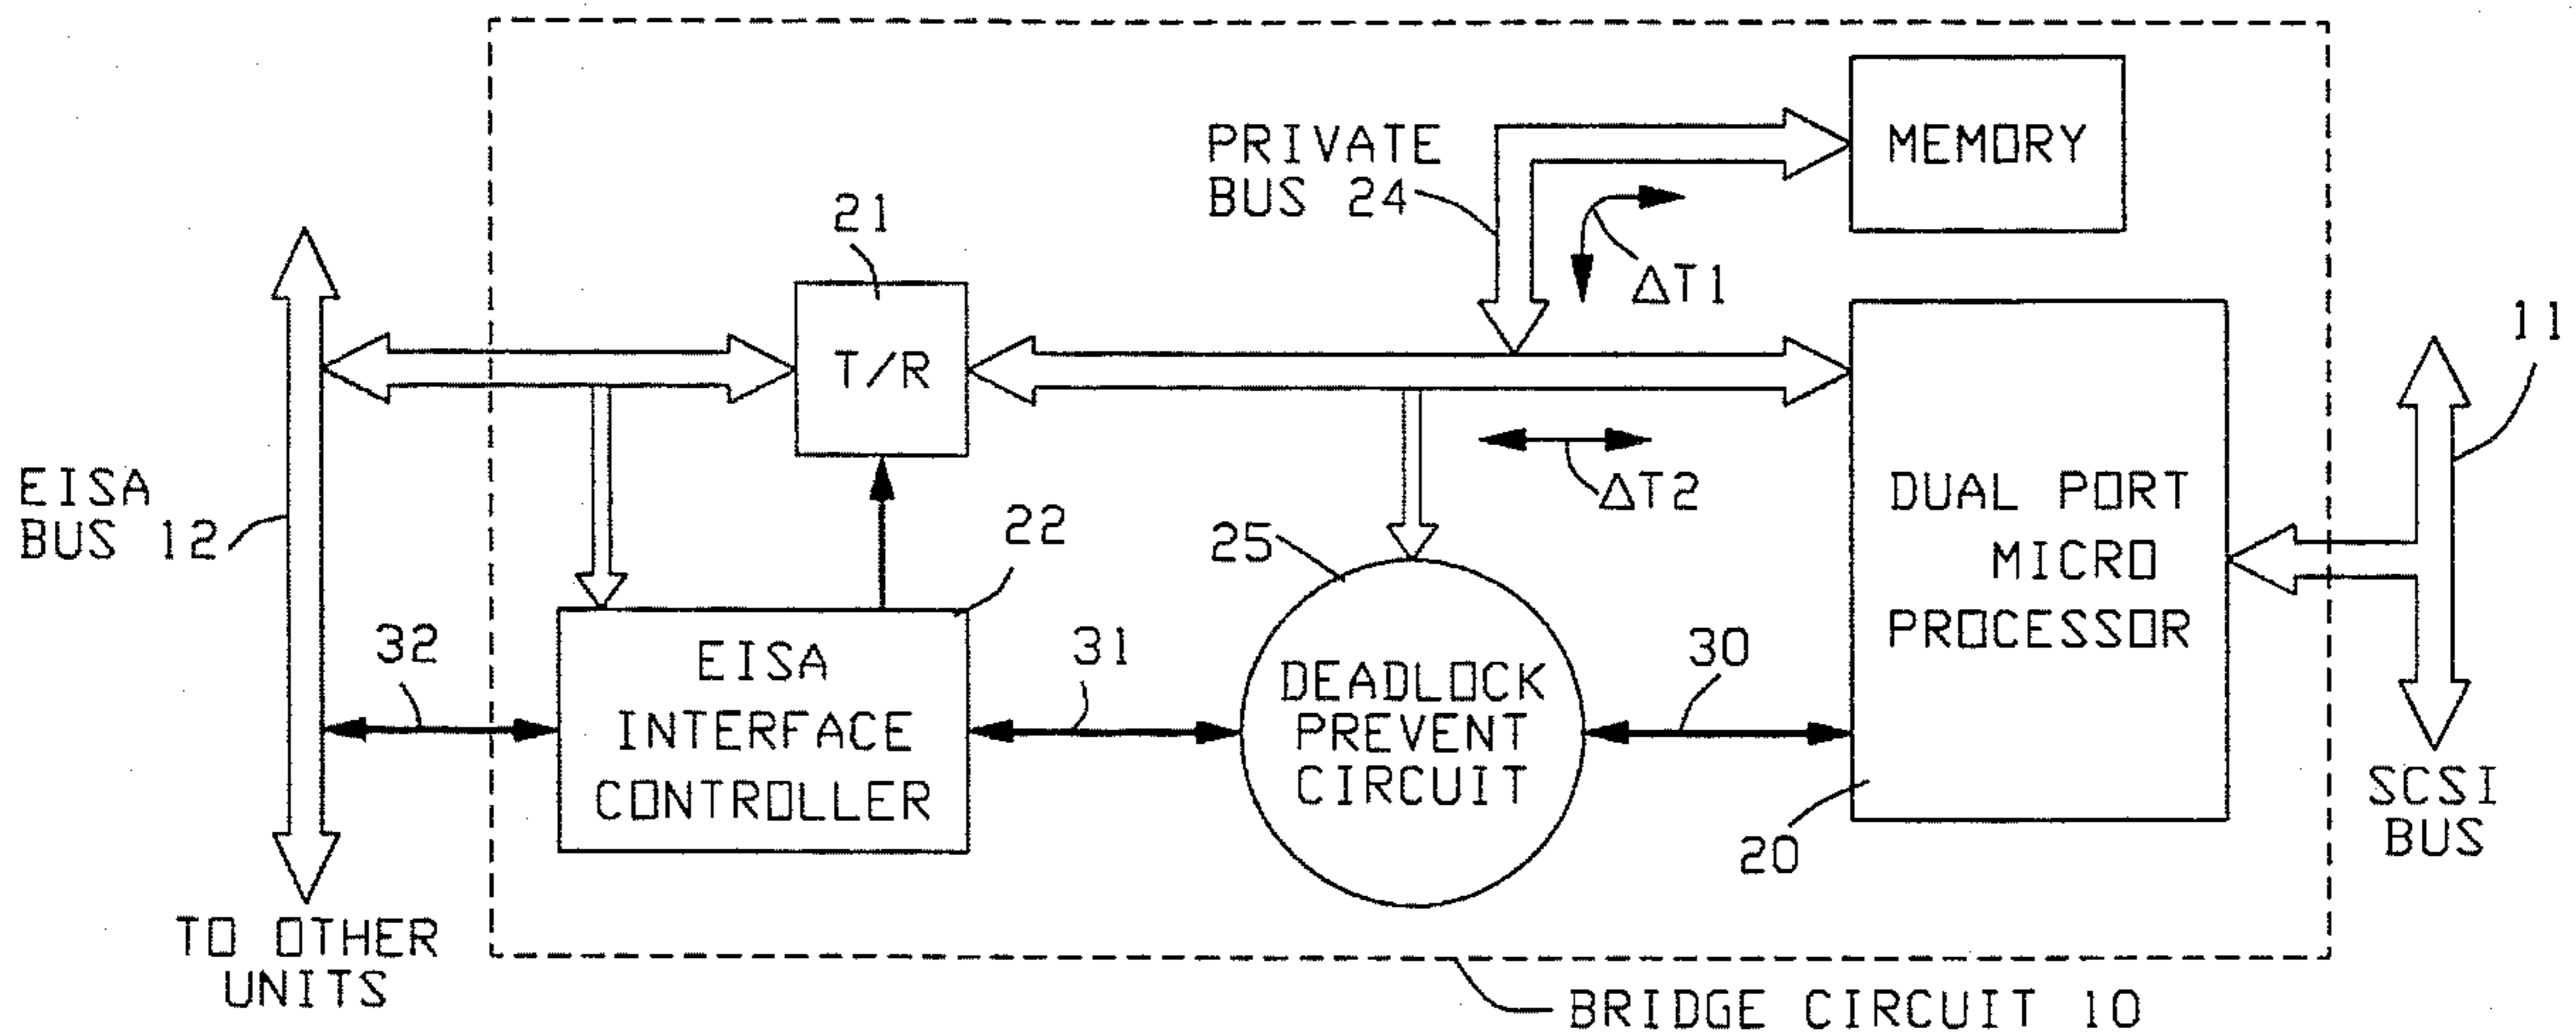 PRIVATE
BUS 24
MEMORY
21
ΔT1
11
T/R
EISA
BUS 12
ΔT2
DUAL PORT
MICRO
PROCESSOR
22
25
32
EISA
INTERFACE
CONTROLLER
31
DEADLOCK
PREVENT
CIRCUIT
30
20
SCSI
BUS
TO OTHER
UNITS
BRIDGE CIRCUIT 10